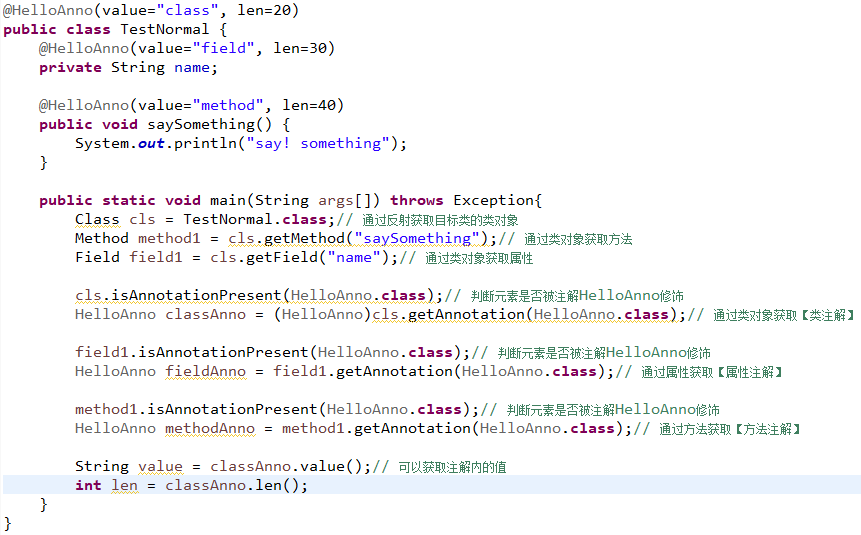 @HelloAnno(value="class", len=20)
public class TestNormal {
    @HelloAnno(value="field", len=30)
    private String name;

    @HelloAnno(value="method", len=40)
    public void saySomething() {
        System.out.println("say! something");
    }

    public static void main(String args[]) throws Exception{
        Class cls = TestNormal.class;// 通过反射获取目标类的类对象
        Method method1 = cls.getMethod("saySomething");// 通过类对象获取方法
        Field field1 = cls.getField("name");// 通过类对象获取属性

        cls.isAnnotationPresent(HelloAnno.class);// 判断元素是否被注解HelloAnno修饰
        HelloAnno classAnno = (HelloAnno)cls.getAnnotation(HelloAnno.class);// 通过类对象获取【类注解】

        field1.isAnnotationPresent(HelloAnno.class);// 判断元素是否被注解HelloAnno修饰
        HelloAnno fieldAnno = field1.getAnnotation(HelloAnno.class);// 通过属性获取【属性注解】

        method1.isAnnotationPresent(HelloAnno.class);// 判断元素是否被注解HelloAnno修饰
        HelloAnno methodAnno = method1.getAnnotation(HelloAnno.class);// 通过方法获取【方法注解】

        String value = classAnno.value();// 可以获取注解内的值
        int len = classAnno.len();
    }
}